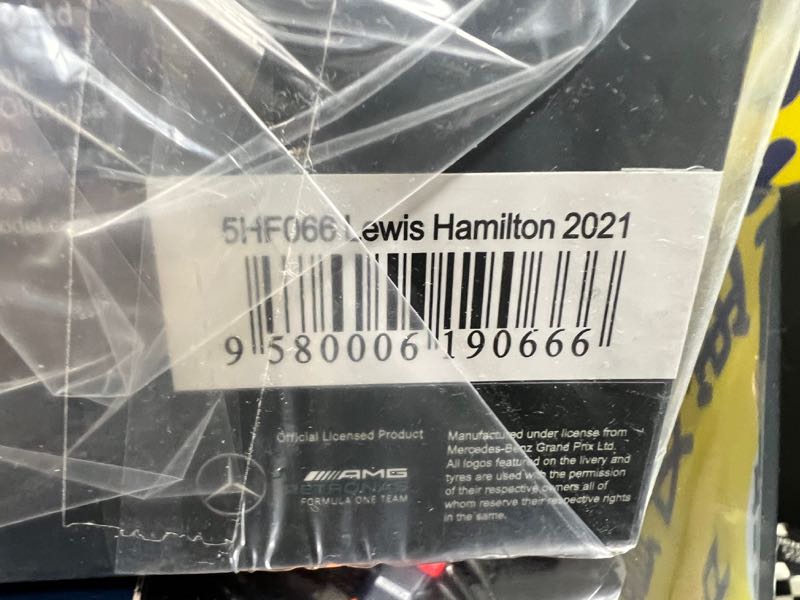 5HF066 Lewis Hamilton 2021
9 580006 190666
Official Licensed Product
AMG
PETRONAS
FORMULA ONE TEAM
Manufactured under license from
Mercedes-Benz Grand Prix Ltd.
All logos featured on the livery and
tyres are used with the permission
of their respective owners all of
whom reserve their respective rights
in the same.